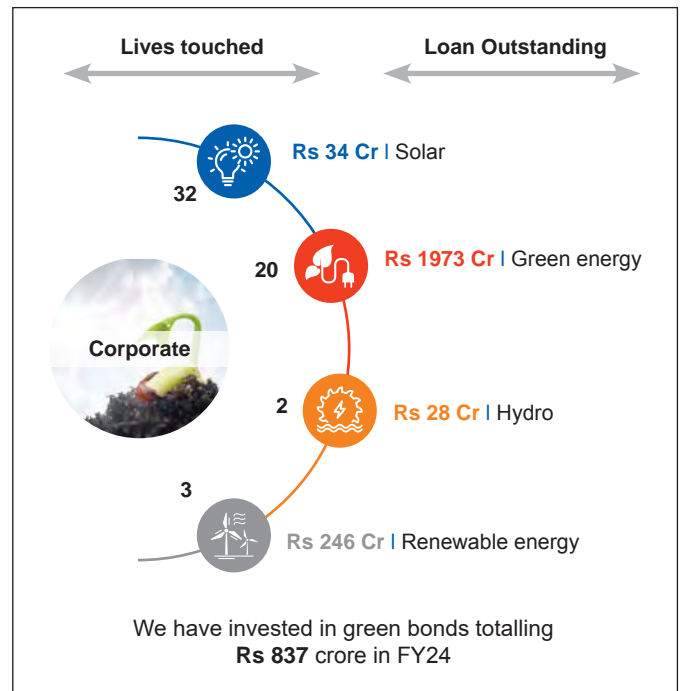 Lives touched
Loan Outstanding
Rs 34 Cr | Solar
32
Rs 1973 Cr | Green energy
20
Corporate
2
Rs 28 Cr | Hydro
3
Rs 246 Cr | Renewable energy
We have invested in green bonds totalling
Rs 837 crore in FY24